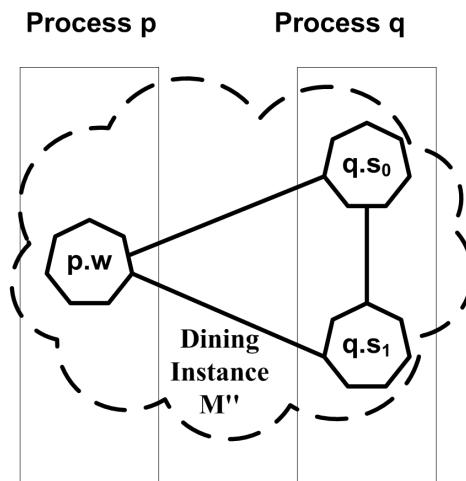 Process p
Process q
q.s₀
p.w
q.s₁
Dining
Instance
M"